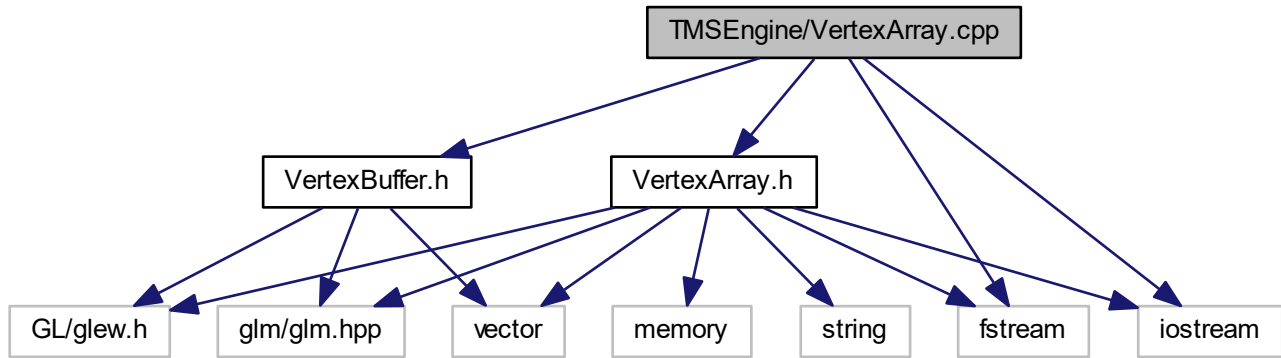 TMSEngine/VertexArray.cpp
VertexBuffer.h
VertexArray.h
GL/glew.h
glm/glm.hpp
vector
memory
string
fstream
iostream